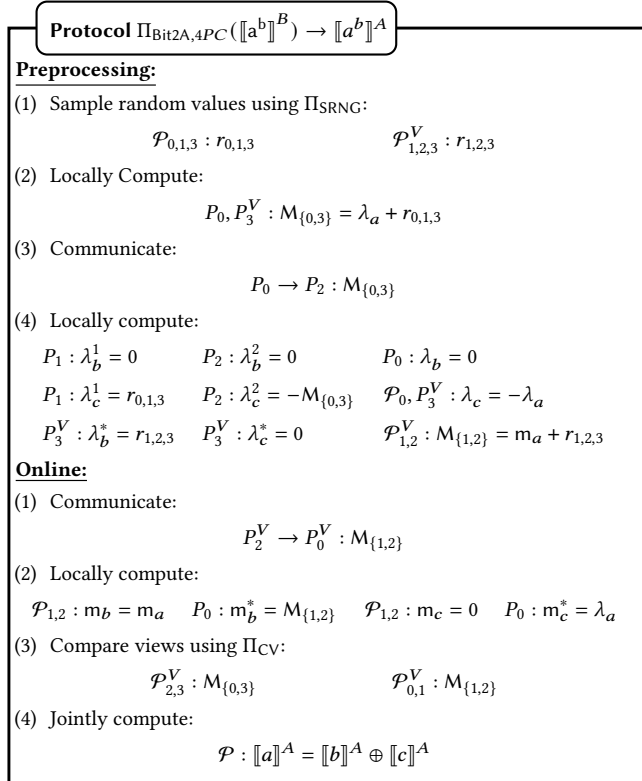 Protocol Π_{Bit2A,4PC}(⟦a^b⟧^B) → ⟦a^b⟧^A
Preprocessing:
(1) Sample random values using Π_{SRNG}:
𝒫_{0,1,3} : r_{0,1,3} 𝒫^V_{1,2,3} : r_{1,2,3}
(2) Locally Compute:
P_0, P^V_3 : M_{\{0,3\}} = λ_a + r_{0,1,3}
(3) Communicate:
P_0 → P_2 : M_{\{0,3\}}
(4) Locally compute:
P_1 : λ^1_b = 0 P_2 : λ^2_b = 0 P_0 : λ_b = 0
P_1 : λ^1_c = r_{0,1,3} P_2 : λ^2_c = −M_{\{0,3\}} 𝒫_0, P^V_3 : λ_c = −λ_a
P^V_3 : λ^*_b = r_{1,2,3} P^V_3 : λ^*_c = 0 𝒫^V_{1,2} : M_{\{1,2\}} = m_a + r_{1,2,3}
Online:
(1) Communicate:
P^V_2 → P^V_0 : M_{\{1,2\}}
(2) Locally compute:
𝒫_{1,2} : m_b = m_a P_0 : m^*_b = M_{\{1,2\}} 𝒫_{1,2} : m_c = 0 P_0 : m^*_c = λ_a
(3) Compare views using Π_{CV}:
𝒫^V_{2,3} : M_{\{0,3\}} 𝒫^V_{0,1} : M_{\{1,2\}}
(4) Jointly compute:
𝒫 : ⟦a⟧^A = ⟦b⟧^A ⊕ ⟦c⟧^A